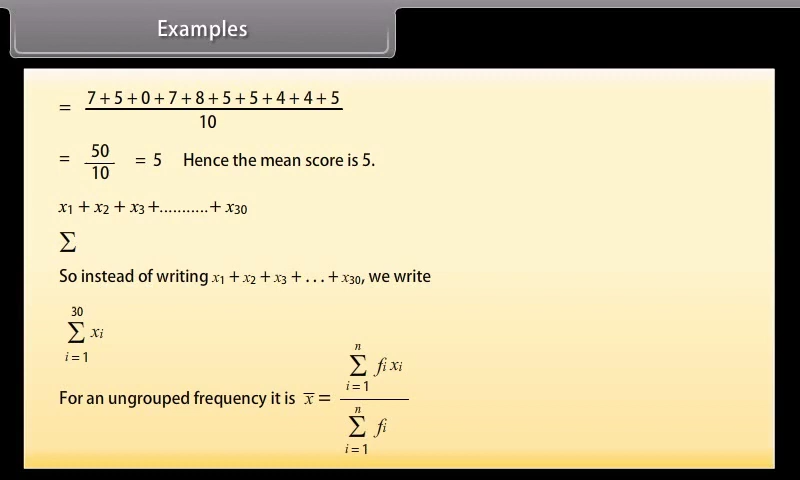 Examples
= 7 + 5 + 0 + 7 + 8 + 5 + 5 + 4 + 4 + 5
10
= 50/10 = 5 Hence the mean score is 5.
x₁ + x₂ + x₃ +...........+ x₃₀
Σ
So instead of writing x₁ + x₂ + x₃ + . . . + x₃₀, we write
30
Σ xᵢ
i = 1
n
Σ fᵢ xᵢ
i = 1
For an ungrouped frequency it is x̅ =
n
Σ fᵢ
i = 1